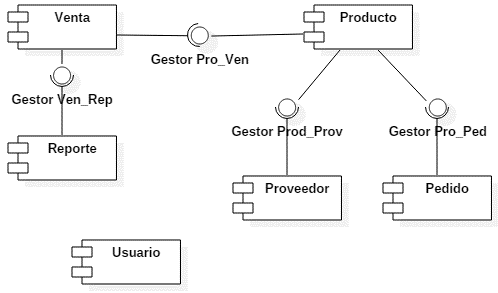 Venta
Producto
Gestor Pro_Ven
Gestor Ven_Rep
Gestor Prod_Prov
Gestor Pro_Ped
Reporte
Proveedor
Pedido
Usuario